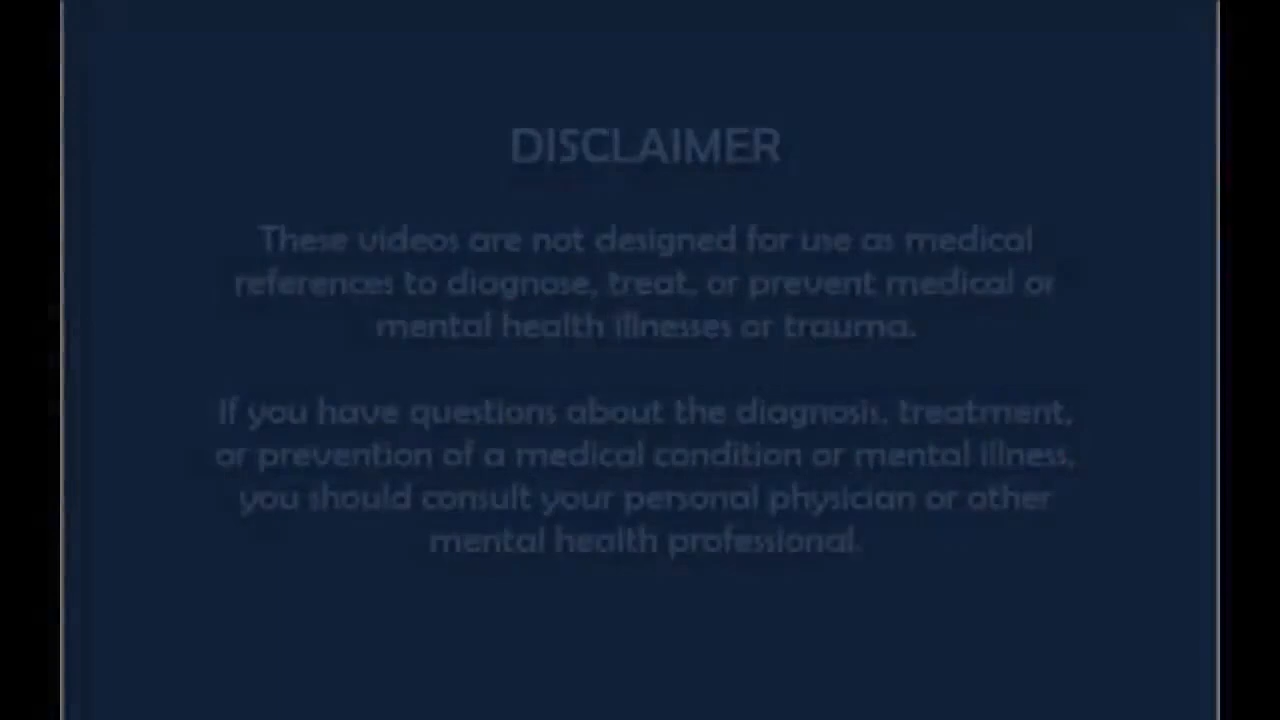 DISCLAIMER
These videos are not designed for use as medical
references to diagnose, treat, or prevent medical or
mental health illnesses or trauma.
If you have questions about the diagnosis, treatment,
or prevention of a medical condition or mental illness,
you should consult your personal physician or other
mental health professional.